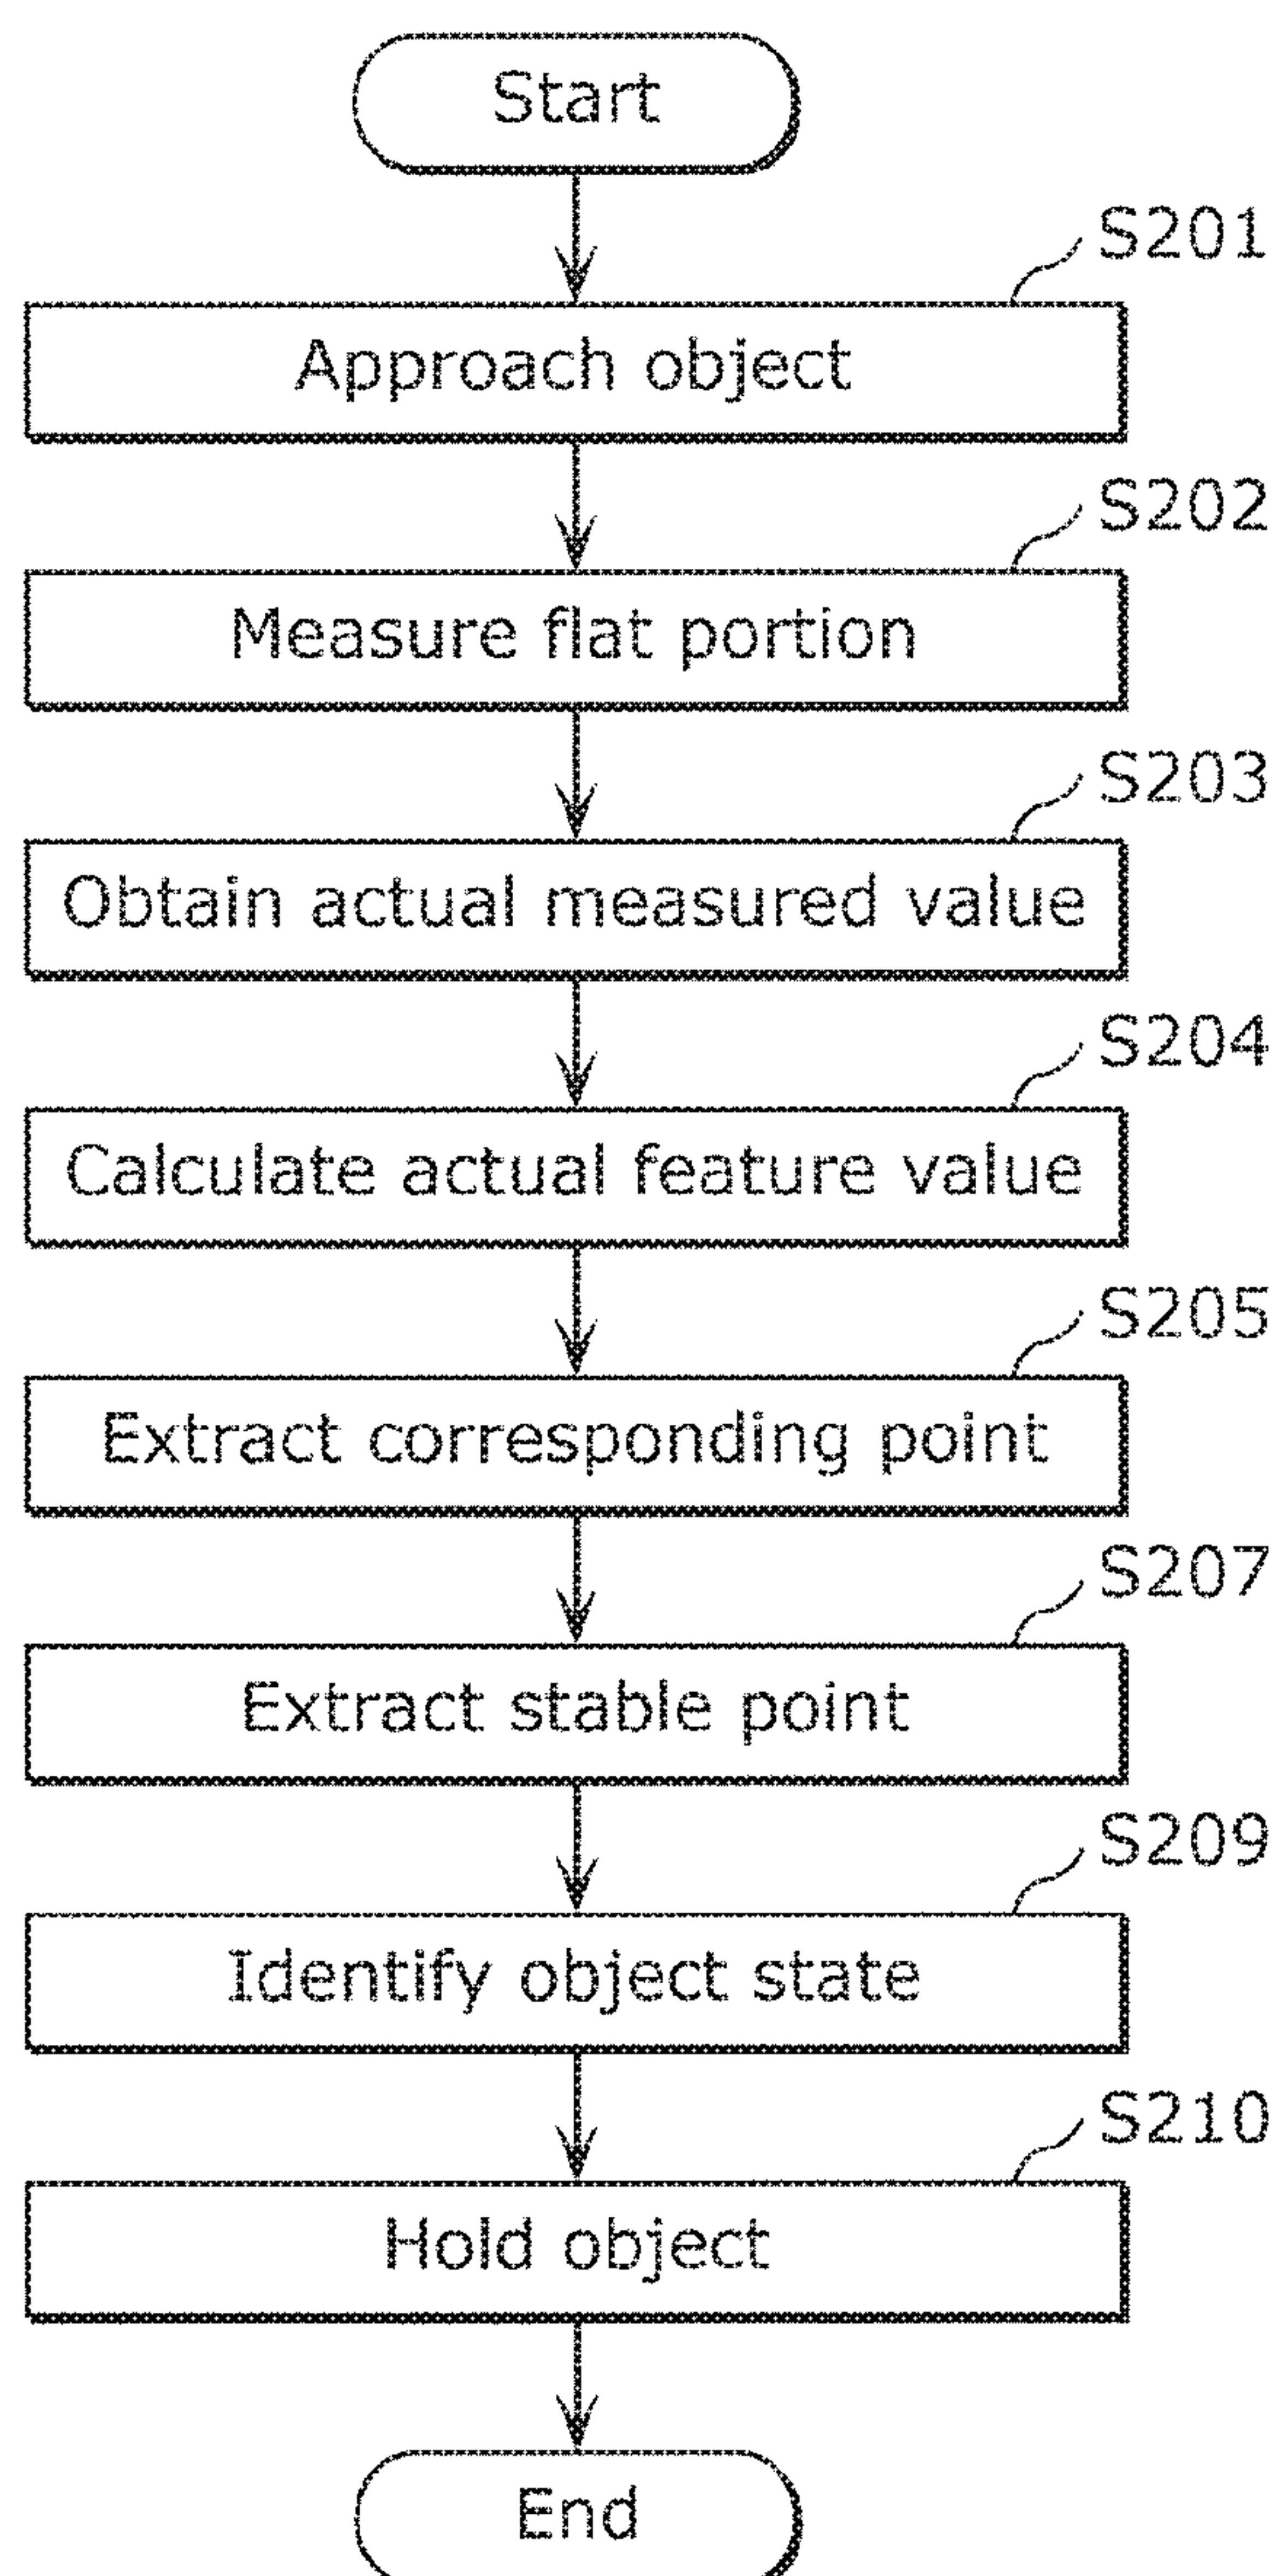 Start
S201
Approach object
S202
Measure flat portion
S203
Obtain actual measured value
S204
Calculate actual feature value
S205
Extract corresponding point
S207
Extract stable point
S209
Identify object state
S210
Hold object
End